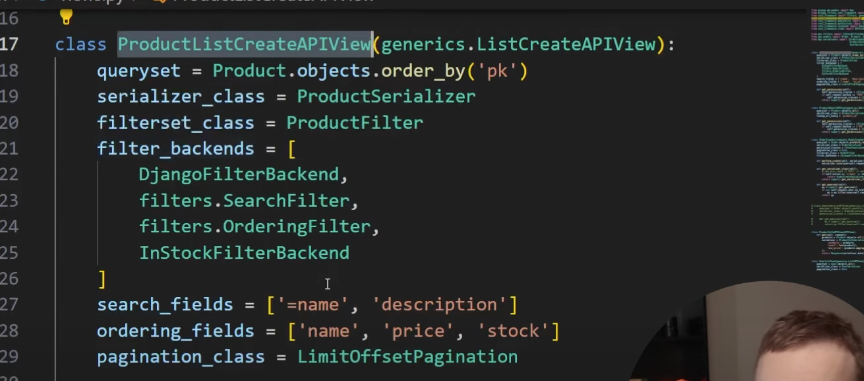 16
17 class ProductListCreateAPIView(generics.ListCreateAPIView):
18 queryset = Product.objects.order_by('pk')
19 serializer_class = ProductSerializer
20 filterset_class = ProductFilter
21 filter_backends = [
22 DjangoFilterBackend,
23 filters.SearchFilter,
24 filters.OrderingFilter,
25 InStockFilterBackend
26 ]
27 search_fields = ['=name', 'description']
28 ordering_fields = ['name', 'price', 'stock']
29 pagination_class = LimitOffsetPagination